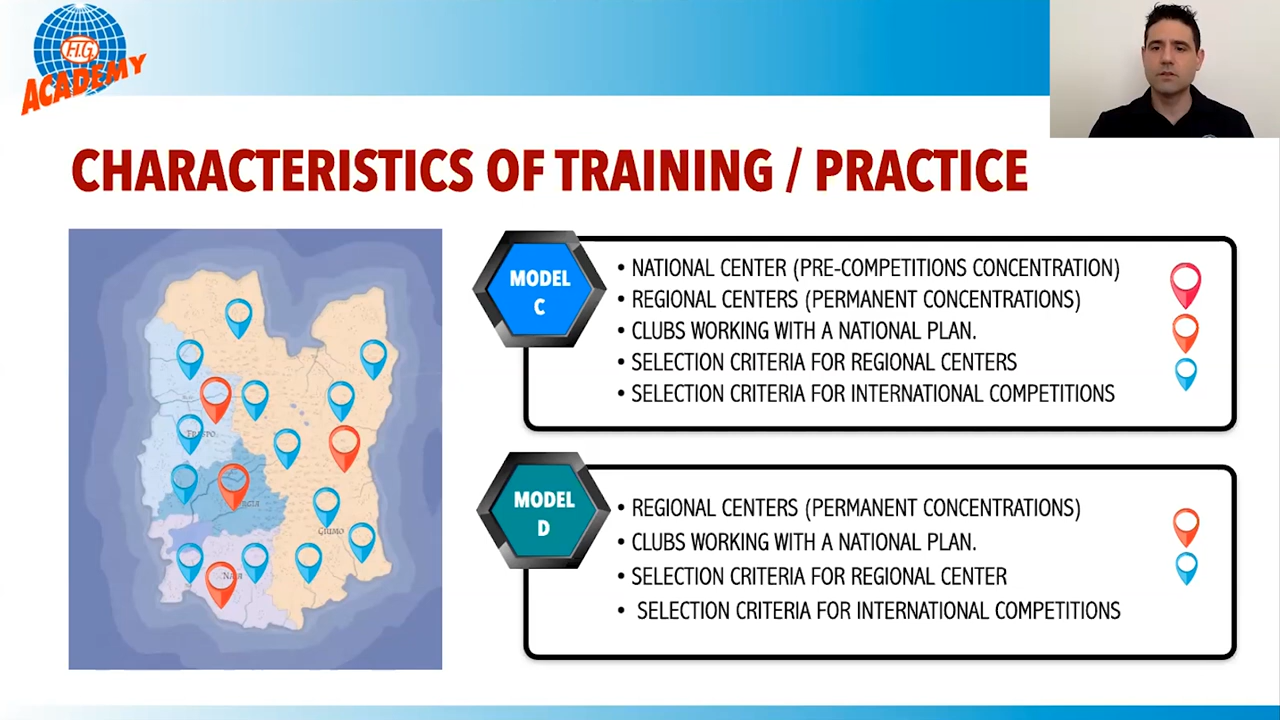 F.I.G.
ACADEMY
CHARACTERISTICS OF TRAINING / PRACTICE
MODEL
C
• NATIONAL CENTER (PRE-COMPETITIONS CONCENTRATION)
• REGIONAL CENTERS (PERMANENT CONCENTRATIONS)
• CLUBS WORKING WITH A NATIONAL PLAN.
• SELECTION CRITERIA FOR REGIONAL CENTERS
• SELECTION CRITERIA FOR INTERNATIONAL COMPETITIONS
MODEL
D
• REGIONAL CENTERS (PERMANENT CONCENTRATIONS)
• CLUBS WORKING WITH A NATIONAL PLAN.
• SELECTION CRITERIA FOR REGIONAL CENTER
• SELECTION CRITERIA FOR INTERNATIONAL COMPETITIONS